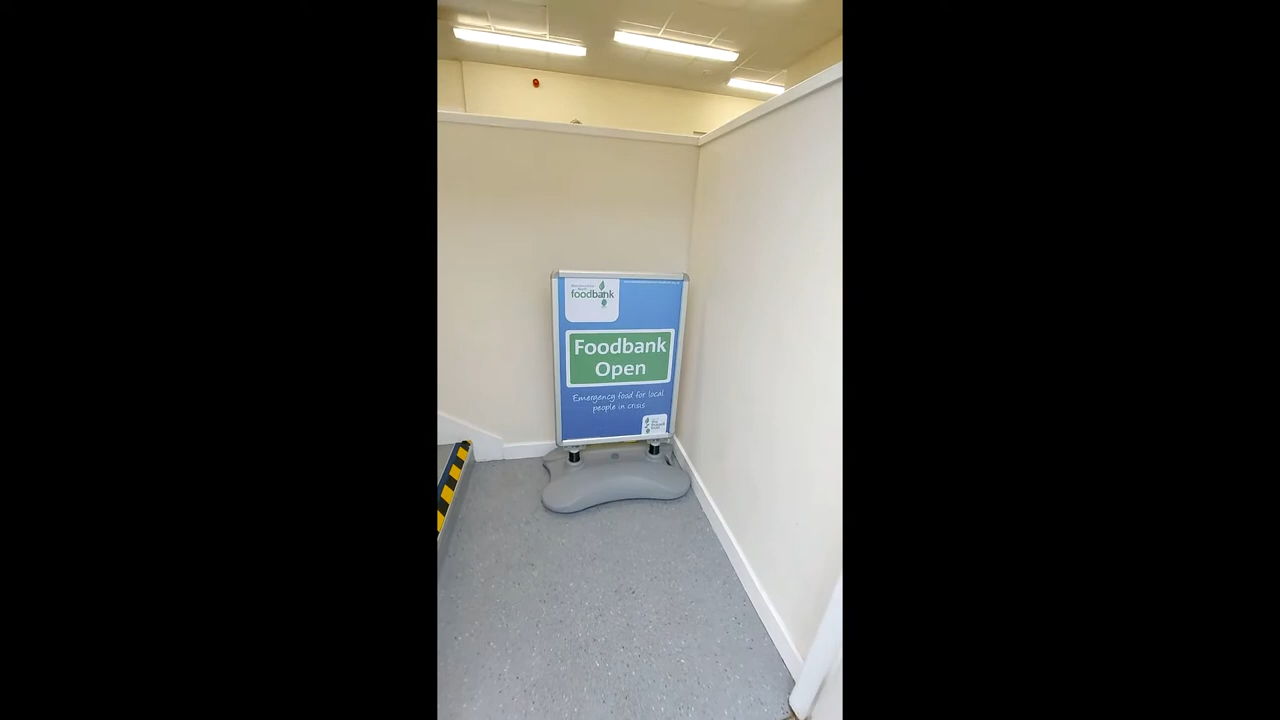 foodbank
Foodbank
Open
Emergency food for local
people in crisis